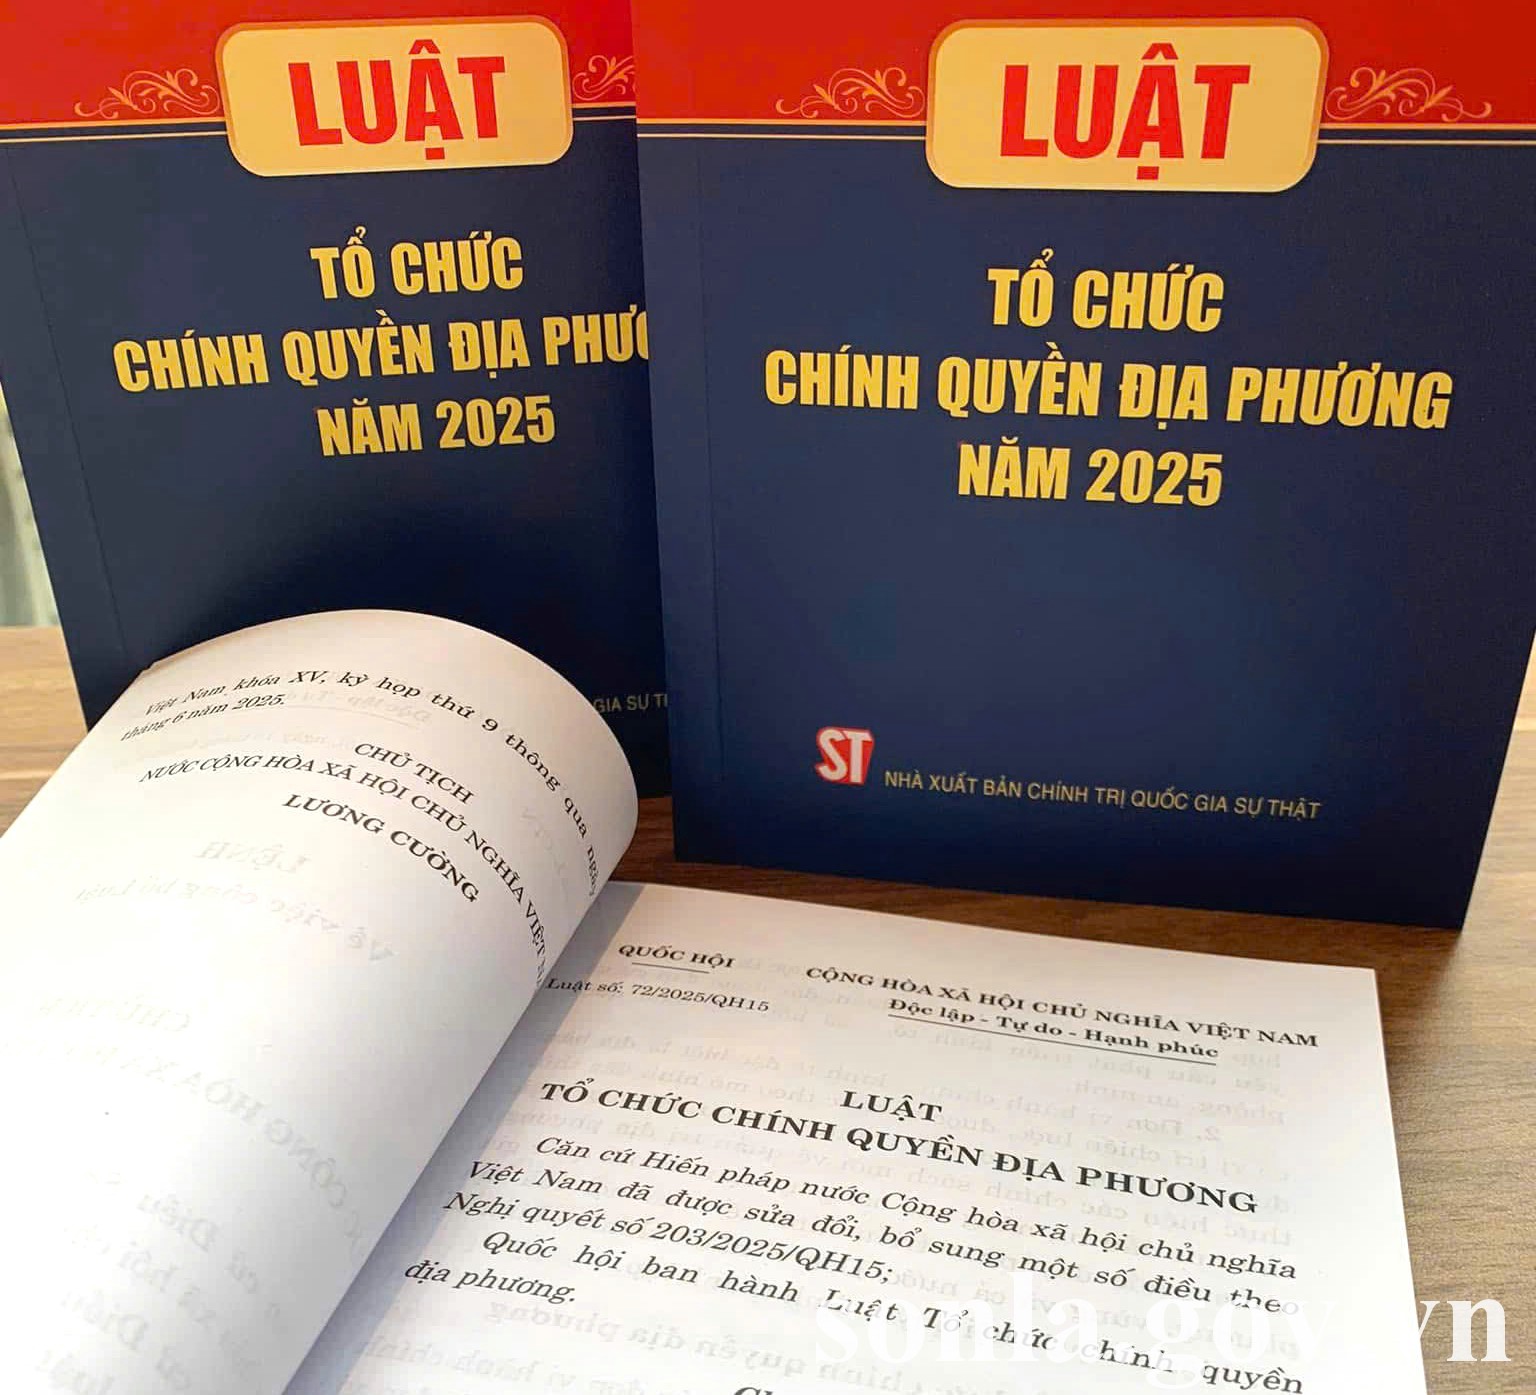 LUẬT
TỔ CHỨC
CHÍNH QUYỀN ĐỊA PHƯƠ
NĂM 2025
GIA SỰ TH
LUẬT
TỔ CHỨC
CHÍNH QUYỀN ĐỊA PHƯƠNG
NĂM 2025
ST
NHÀ XUẤT BẢN CHÍNH TRỊ QUỐC GIA SỰ THẬT
Việt Nam khóa XV, kỳ họp thứ 9 thông qua ngày
tháng 6 năm 2025.
CHỦ TỊCH
NƯỚC CỘNG HÒA XÃ HỘI CHỦ NGHĨA VIỆT
LƯƠNG CƯỜNG
QUỐC HỘI
Luật số: 72/2025/QH15
CỘNG HÒA XÃ HỘI CHỦ NGHĨA VIỆT NAM
Độc lập - Tự do - Hạnh phúc
LUẬT
TỔ CHỨC CHÍNH QUYỀN ĐỊA PHƯƠNG
Căn cứ Hiến pháp nước Cộng hòa xã hội chủ nghĩa
Việt Nam đã được sửa đổi, bổ sung một số điều theo
Nghị quyết số 203/2025/QH15;
Quốc hội ban hành Luật Tổ chức chính quyền
địa phương.
sonla.gov.vn